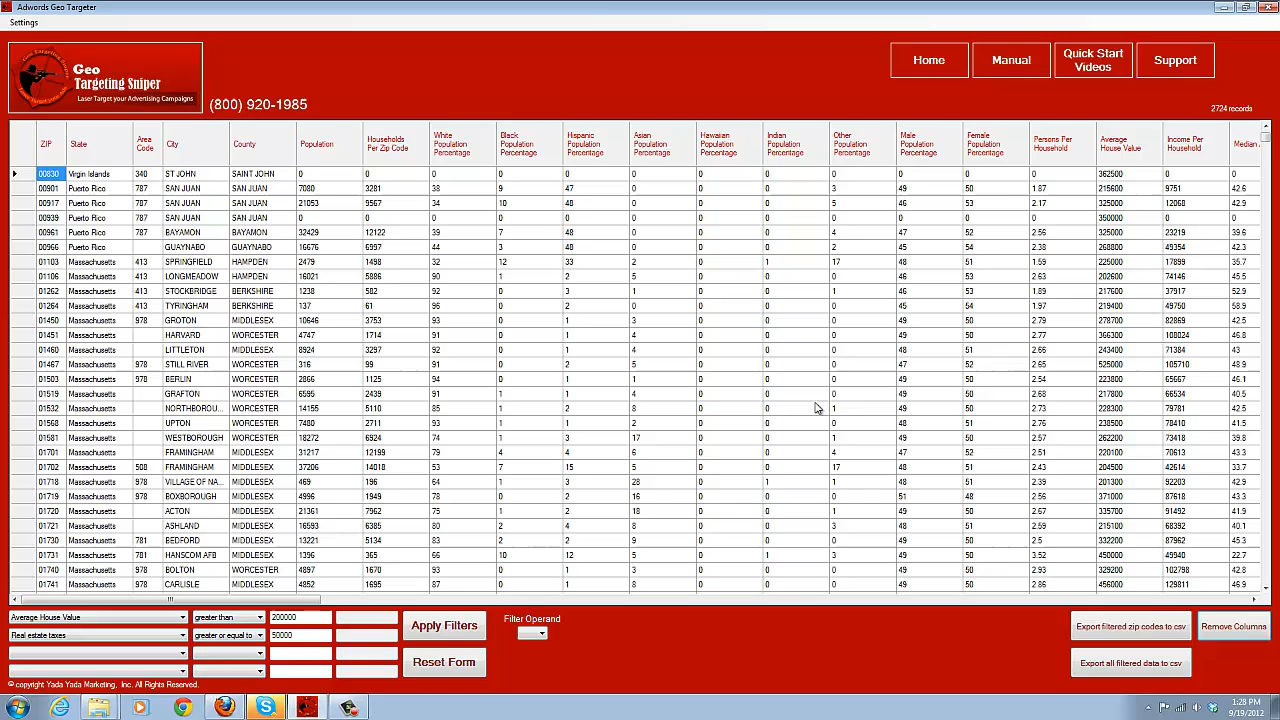 Adwords Geo Targeter
Settings
Geo
Targeting Sniper
Laser Target your Advertising Campaigns
(800) 920-1985
Home Manual Quick Start Videos Support
2724 records
ZIP State Area Code City County Population Households Per Zip Code White Population Percentage Black Population Percentage Hispanic Population Percentage Asian Population Percentage Hawaiian Population Percentage Indian Population Percentage Other Population Percentage Male Population Percentage Female Population Percentage Persons Per Household Average House Value Income Per Household Median
00830 Virgin Islands 340 ST JOHN SAINT JOHN 0 0 0 0 0 0 0 0 0 0 0 0 362500 0 0
00901 Puerto Rico 787 SAN JUAN SAN JUAN 7080 3281 38 9 47 0 0 0 3 49 50 1.87 215600 9751 42.6
00917 Puerto Rico 787 SAN JUAN SAN JUAN 21053 9567 34 10 48 0 0 0 5 46 53 2.17 325000 12068 42.9
00939 Puerto Rico 787 SAN JUAN SAN JUAN 0 0 0 0 0 0 0 0 0 0 0 0 350000 0 0
00961 Puerto Rico 787 BAYAMON BAYAMON 32429 12122 39 7 48 0 0 0 4 47 52 2.56 325000 23219 39.6
00966 Puerto Rico GUAYNABO GUAYNABO 16676 6997 44 3 48 0 0 0 2 45 54 2.38 268800 49354 42.3
01103 Massachusetts 413 SPRINGFIELD HAMPDEN 2479 1498 32 12 33 2 0 1 17 48 51 1.59 225000 17899 35.7
01106 Massachusetts 413 LONGMEADOW HAMPDEN 16021 5886 90 1 2 5 0 0 0 46 53 2.63 202600 74146 45.5
01262 Massachusetts 413 STOCKBRIDGE BERKSHIRE 1238 582 92 1 3 1 0 0 1 46 53 1.89 217600 37917 52.9
01264 Massachusetts 413 TYRINGHAM BERKSHIRE 137 61 96 1 2 0 0 0 0 45 54 1.97 219400 49750 58.9
01450 Massachusetts 978 GROTON MIDDLESEX 10646 3753 93 0 1 3 0 0 0 49 50 2.79 278700 82869 42.5
01451 Massachusetts HARVARD WORCESTER 4747 1714 91 0 1 4 0 0 0 49 50 2.77 366300 108024 46.8
01460 Massachusetts LITTLETON MIDDLESEX 8924 3297 92 0 1 4 0 0 0 48 51 2.66 243400 71384 43
01467 Massachusetts 978 STILL RIVER WORCESTER 316 99 91 0 2 5 0 0 0 47 52 2.65 525000 105710 48.9
01503 Massachusetts 978 BERLIN WORCESTER 2866 1125 94 0 1 1 0 0 0 49 50 2.54 223800 65667 46.1
01519 Massachusetts GRAFTON WORCESTER 6595 2439 91 1 1 4 0 0 0 49 50 2.68 217800 66534 40.5
01532 Massachusetts NORTHBOROU... WORCESTER 14155 5110 85 1 2 8 0 0 1 49 50 2.73 228300 79781 42.5
01568 Massachusetts UPTON WORCESTER 7480 2711 93 1 1 2 0 0 0 48 51 2.76 238500 78410 41.5
01581 Massachusetts WESTBOROUGH WORCESTER 18272 6924 74 1 3 17 0 0 1 49 50 2.57 262200 73418 39.8
01701 Massachusetts FRAMINGHAM MIDDLESEX 31217 12199 79 4 4 6 0 0 4 47 52 2.51 220100 70613 43.3
01702 Massachusetts 508 FRAMINGHAM MIDDLESEX 37206 14018 53 7 15 5 0 0 17 48 51 2.43 204500 42614 33.7
01718 Massachusetts 978 VILLAGE OF NA... MIDDLESEX 469 196 64 1 3 28 0 1 1 48 51 2.39 201300 92203 42.9
01719 Massachusetts 978 BOXBOROUGH MIDDLESEX 4996 1949 78 0 2 16 0 0 0 51 48 2.56 371000 87618 43.3
01720 Massachusetts ACTON MIDDLESEX 21361 7962 75 1 2 18 0 0 1 49 50 2.67 335700 91492 41.9
01721 Massachusetts ASHLAND MIDDLESEX 16593 6385 80 2 4 8 0 0 3 48 51 2.59 215100 68392 40.1
01730 Massachusetts 781 BEDFORD MIDDLESEX 13221 5134 83 2 2 9 0 0 0 47 52 2.5 332200 87962 45.3
01731 Massachusetts 781 HANSCOM AFB MIDDLESEX 1396 365 66 10 12 5 0 1 3 49 50 3.52 450000 49940 22.7
01740 Massachusetts 978 BOLTON WORCESTER 4897 1670 93 0 1 3 0 0 0 49 50 2.92 329200 102798 42.8
01741 Massachusetts 978 CARLISLE MIDDLESEX 4852 1695 87 0 1 8 0 0 0 49 50 2.86 456000 129811 46.9
Average House Value greater than 200000
Real estate taxes greater or equal to 50000
Apply Filters
Reset Form
Filter Operand
Export filtered zip codes to csv
Remove Columns
Export all filtered data to csv
© copyright Yada Yada Marketing, Inc. All Rights Reserved.
1:28 PM
9/19/2012